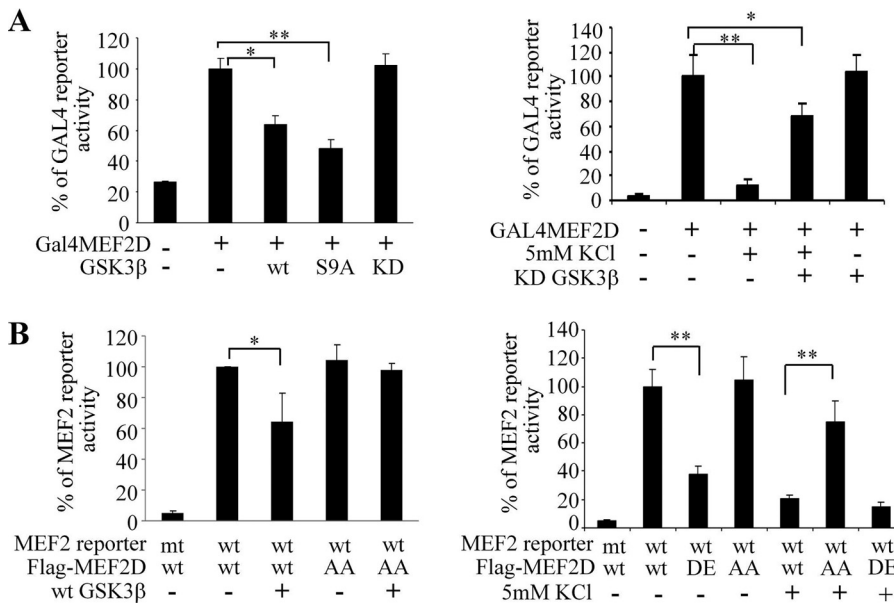 A
% of GAL4 reporter
activity
120
100
80
60
40
20
0
*
**
Gal4MEF2D - + + + +
GSK3β - - wt S9A KD
% of GAL4 reporter
activity
140
120
100
80
60
40
20
0
*
**
GAL4MEF2D - + + + +
5mM KCl - - + + -
KD GSK3β - - - + +
B
% of MEF2 reporter
activity
120
100
80
60
40
20
0
*
MEF2 reporter mt wt wt wt wt
Flag-MEF2D wt wt wt AA AA
wt GSK3β - - + - +
% of MEF2 reporter
activity
140
120
100
80
60
40
20
0
**
**
MEF2 reporter mt wt wt wt wt wt wt
Flag-MEF2D wt wt DE AA wt AA DE
5mM KCl - - - - + + +